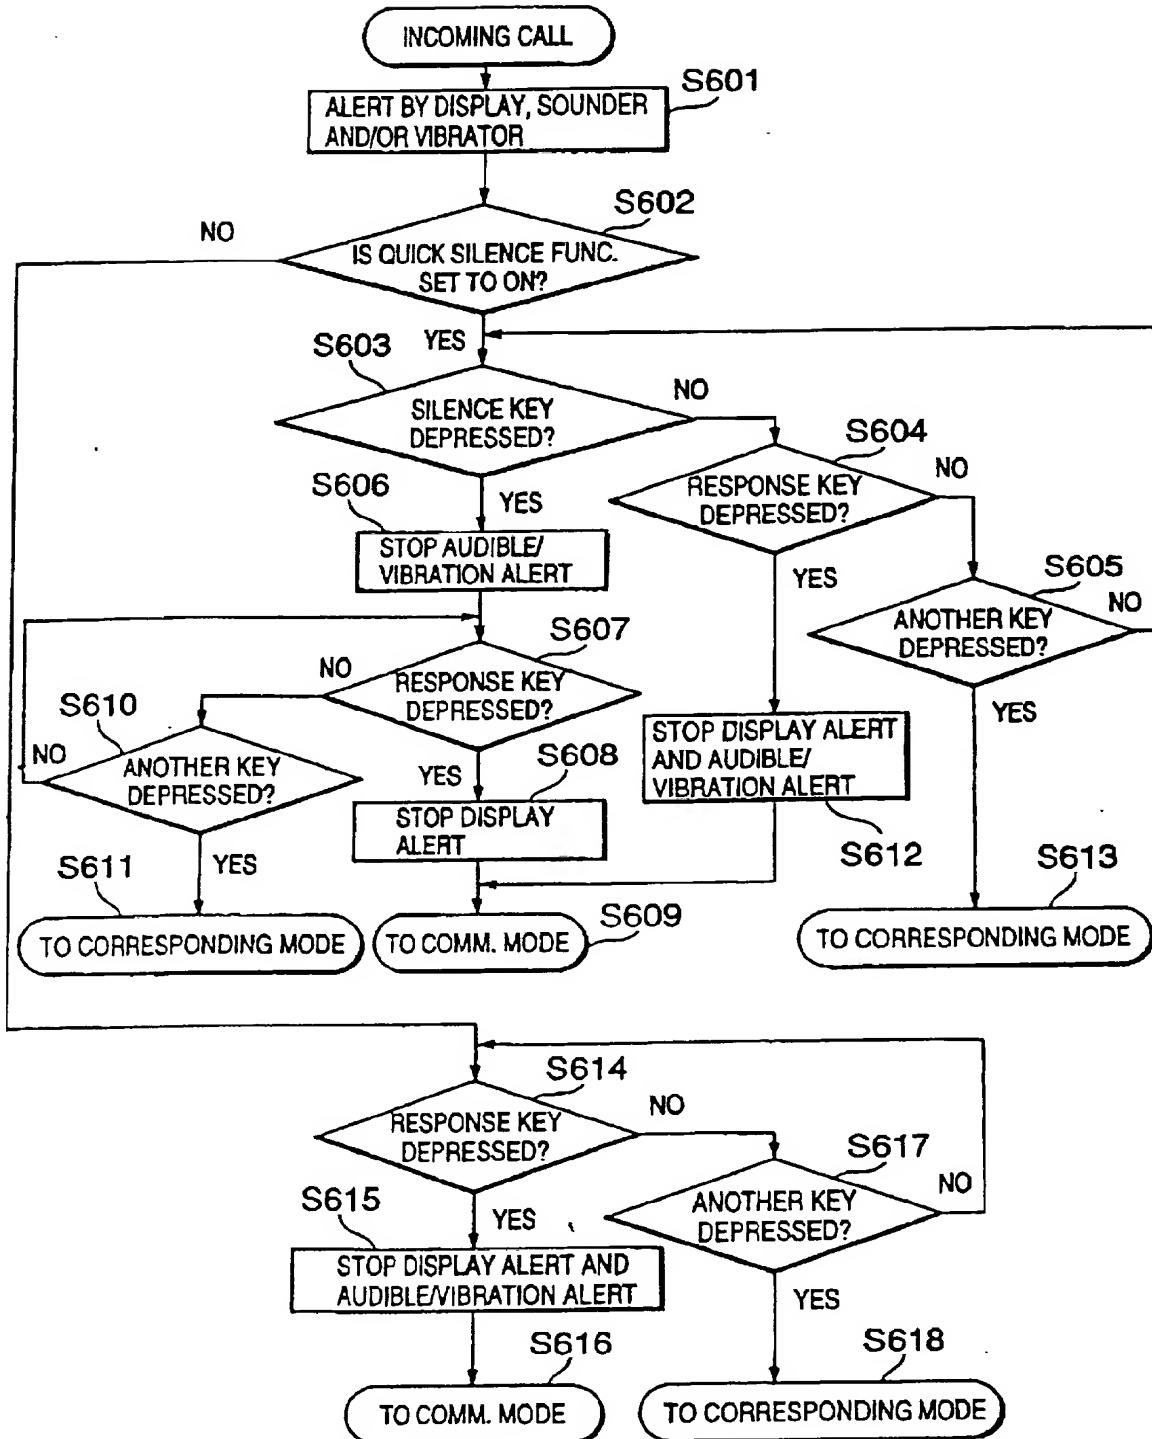 INCOMING CALL
S601
ALERT BY DISPLAY, SOUNDER
AND/OR VIBRATOR
S602
NO
IS QUICK SILENCE FUNC.
SET TO ON?
YES
S603
NO
SILENCE KEY
DEPRESSED?
S604
NO
S606
YES
RESPONSE KEY
DEPRESSED?
STOP AUDIBLE/
VIBRATION ALERT
YES
S605
NO
ANOTHER KEY
DEPRESSED?
S607
NO
RESPONSE KEY
DEPRESSED?
YES
S610
NO
ANOTHER KEY
DEPRESSED?
YES
S608
STOP DISPLAY
ALERT
STOP DISPLAY ALERT
AND AUDIBLE/
VIBRATION ALERT
S612
YES
S611
S613
S609
TO CORRESPONDING MODE
TO COMM. MODE
TO CORRESPONDING MODE
S614
NO
RESPONSE KEY
DEPRESSED?
S617
NO
S615
YES
ANOTHER KEY
DEPRESSED?
STOP DISPLAY ALERT AND
AUDIBLE/VIBRATION ALERT
YES
S616
S618
TO COMM. MODE
TO CORRESPONDING MODE